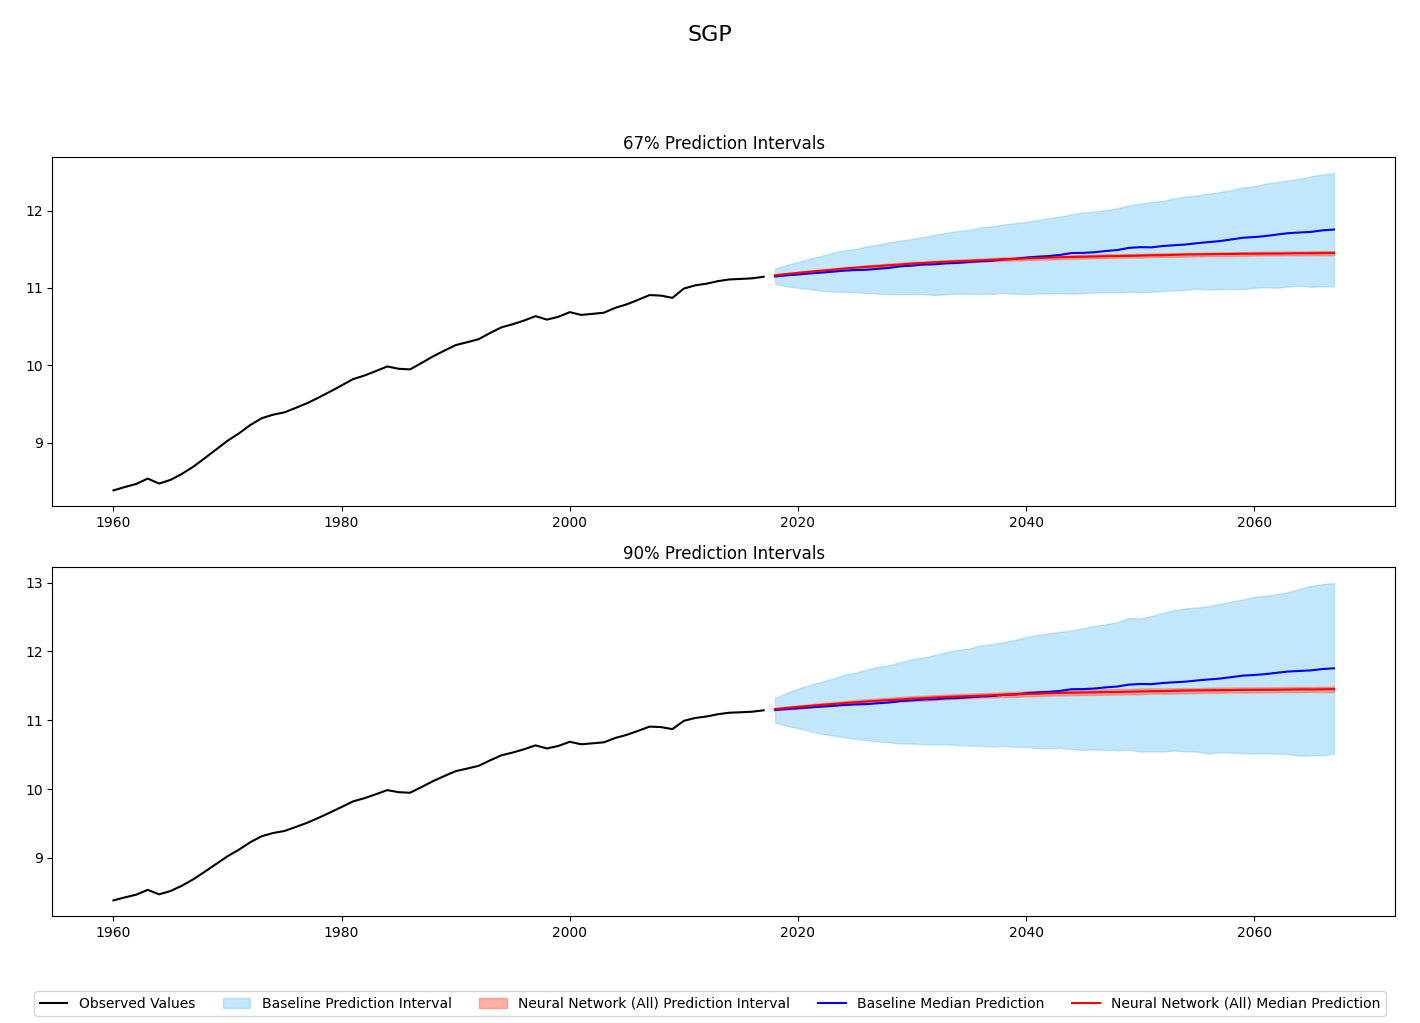 SGP
67% Prediction Intervals
12
11
10
9
1960 1980 2000 2020 2040 2060
90% Prediction Intervals
13
12
11
10
9
1960 1980 2000 2020 2040 2060
Observed Values Baseline Prediction Interval Neural Network (All) Prediction Interval Baseline Median Prediction Neural Network (All) Median Prediction